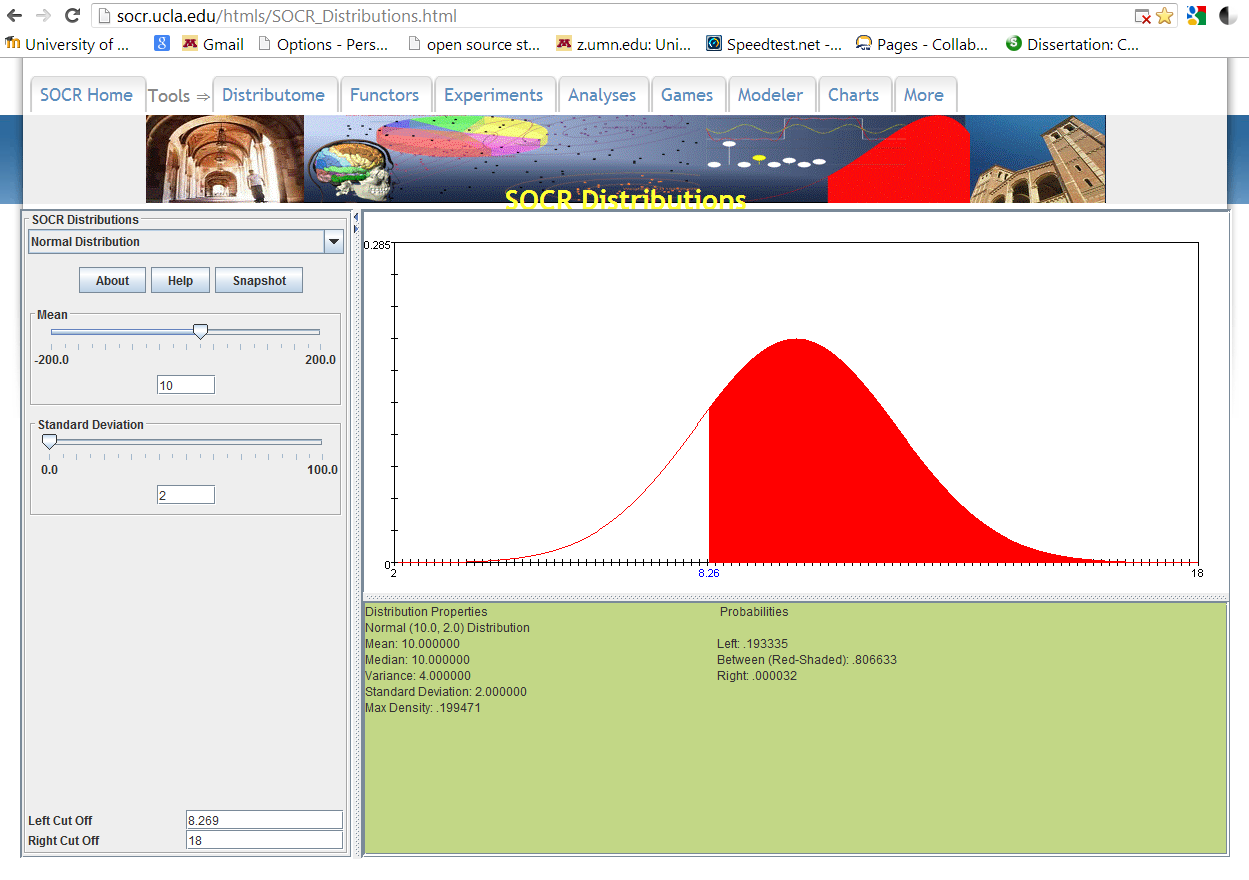 socr.ucla.edu/htmls/SOCR_Distributions.html
University of ... Gmail Options - Pers... open source st... z.umn.edu: Uni... Speedtest.net -... Pages - Collab... Dissertation: C...
SOCR Home Tools ⇒ Distributome Functors Experiments Analyses Games Modeler Charts More
SOCR Distributions
SOCR Distributions
Normal Distribution
About Help Snapshot
Mean
-200.0 200.0
10
Standard Deviation
0.0 100.0
2
Left Cut Off 8.269
Right Cut Off 18
0.285
0
2 8.26 18
Distribution Properties Probabilities
Normal (10.0, 2.0) Distribution
Mean: 10.000000 Left: .193335
Median: 10.000000 Between (Red-Shaded): .806633
Variance: 4.000000 Right: .000032
Standard Deviation: 2.000000
Max Density: .199471